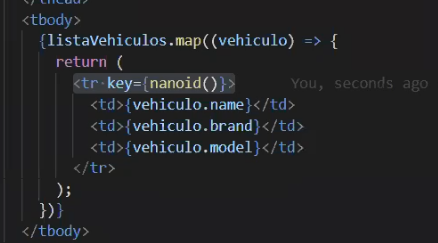 </thead>
<tbody>
{listaVehiculos.map((vehiculo) => {
return (
<tr key={nanoid()}> You, seconds ago
<td>{vehiculo.name}</td>
<td>{vehiculo.brand}</td>
<td>{vehiculo.model}</td>
</tr>
);
})}
</tbody>